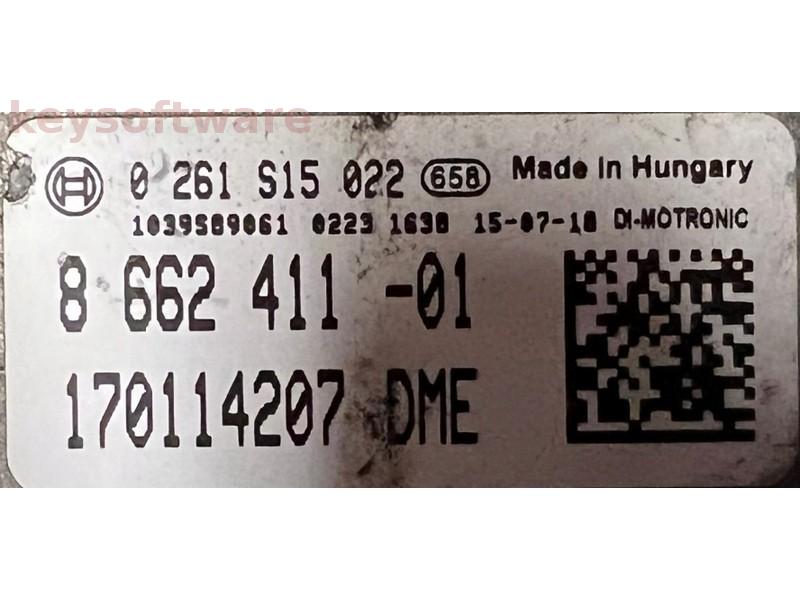 keysoftware
0 261 S15 022 658 Made in Hungary
1039S89061 0223 1638 15-07-18 DI-MOTRONIC
8 662 411 -01
170114207 DME